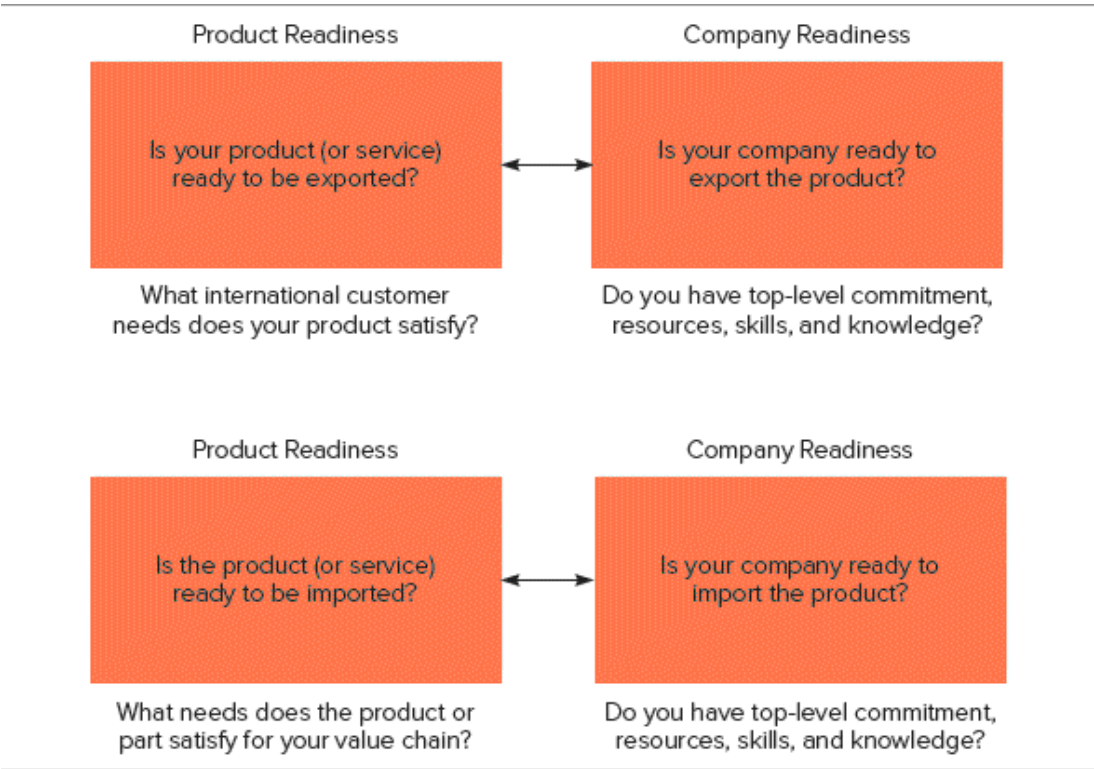 Product Readiness
Company Readiness
Is your product (or service)
ready to be exported?
Is your company ready to
export the product?
What international customer
needs does your product satisfy?
Do you have top-level commitment,
resources, skills, and knowledge?
Product Readiness
Company Readiness
Is the product (or service)
ready to be imported?
Is your company ready to
import the product?
What needs does the product or
part satisfy for your value chain?
Do you have top-level commitment,
resources, skills, and knowledge?